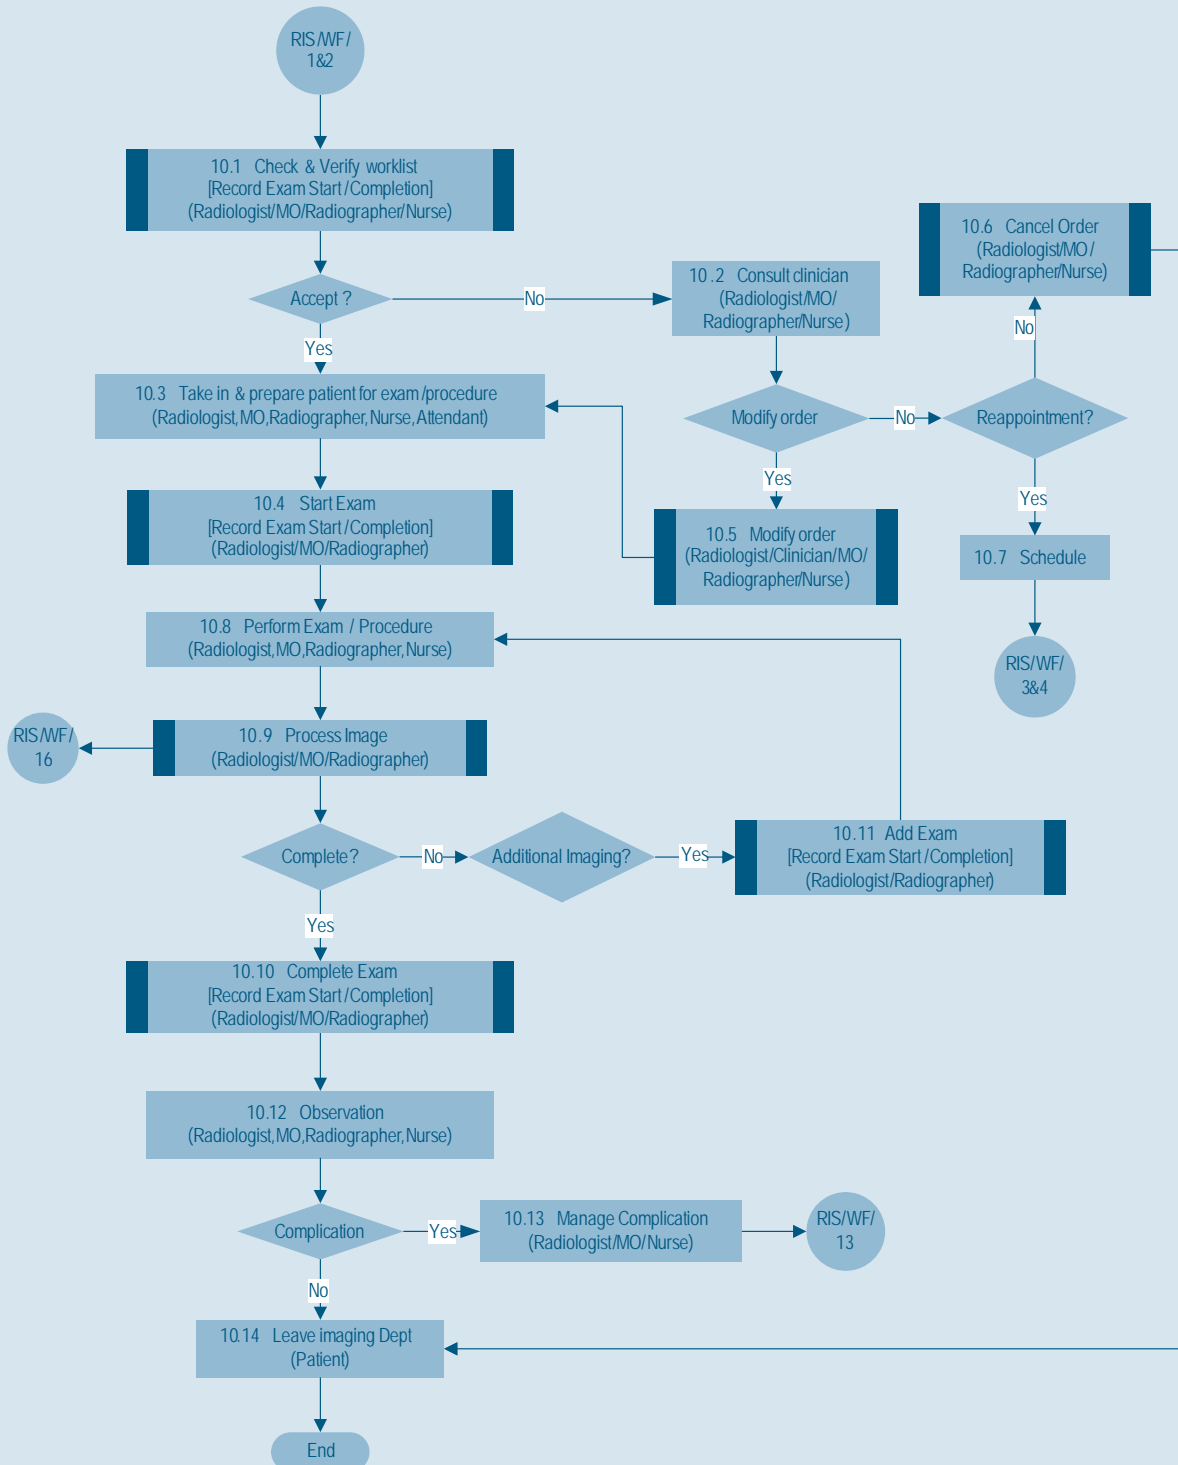 RIS/WF/
1&2
10.1 Check & Verify worklist
[Record Exam Start/Completion]
(Radiologist/MO/Radiographer/Nurse)
Accept ?
No
Yes
10.2 Consult clinician
(Radiologist/MO/
Radiographer/Nurse)
10.6 Cancel Order
(Radiologist/MO/
Radiographer/Nurse)
No
10.3 Take in & prepare patient for exam/procedure
(Radiologist,MO,Radiographer,Nurse,Attendant)
Modify order
No
Reappointment?
Yes
Yes
10.4 Start Exam
[Record Exam Start/Completion]
(Radiologist/MO/Radiographer)
10.5 Modify order
(Radiologist/Clinician/MO/
Radiographer/Nurse)
10.7 Schedule
10.8 Perform Exam / Procedure
(Radiologist,MO,Radiographer,Nurse)
RIS/WF/
3&4
RIS/WF/
16
10.9 Process Image
(Radiologist/MO/Radiographer)
Complete?
No
Additional Imaging?
Yes
10.11 Add Exam
[Record Exam Start/Completion]
(Radiologist/Radiographer)
Yes
10.10 Complete Exam
[Record Exam Start/Completion]
(Radiologist/MO/Radiographer)
10.12 Observation
(Radiologist,MO,Radiographer,Nurse)
Complication
Yes
10.13 Manage Complication
(Radiologist/MO/Nurse)
RIS/WF/
13
No
10.14 Leave imaging Dept
(Patient)
End